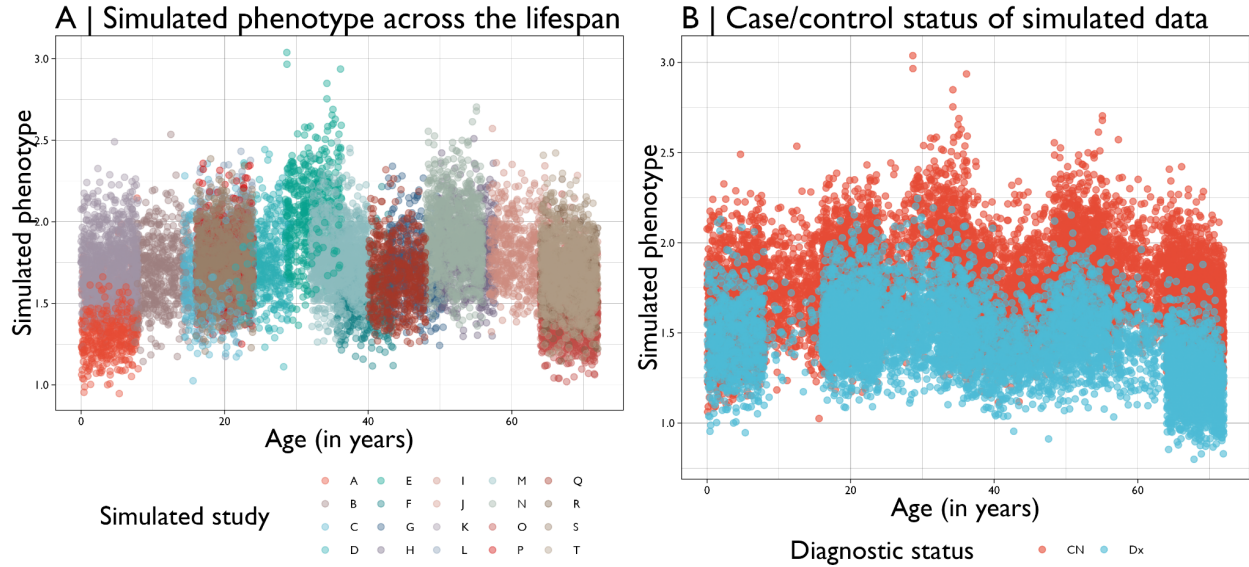 A | Simulated phenotype across the lifespan
Simulated phenotype
3.0
2.5
2.0
1.5
1.0
0 20 40 60
Age (in years)
Simulated study
A E I M Q
B F J N R
C G K O S
D H L P T
B | Case/control status of simulated data
Simulated phenotype
3.0
2.5
2.0
1.5
1.0
0 20 40 60
Age (in years)
Diagnostic status CN Dx